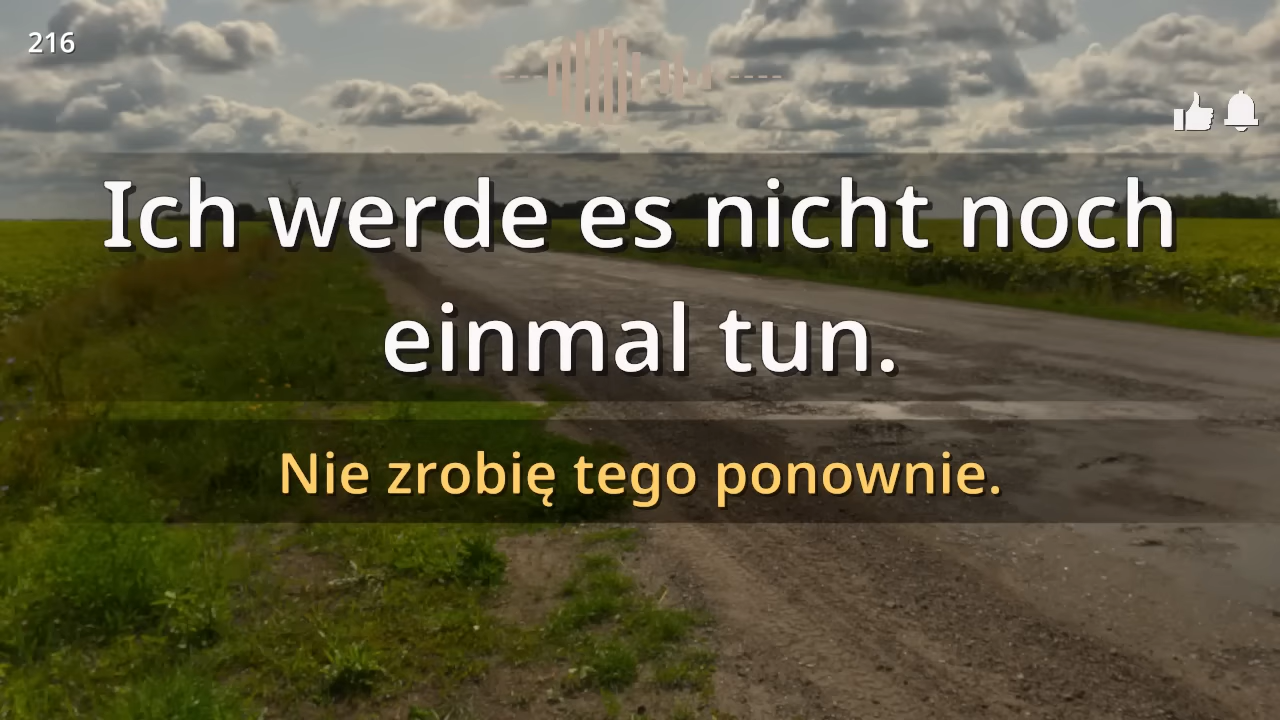 216
Ich werde es nicht noch
einmal tun.
Nie zrobię tego ponownie.